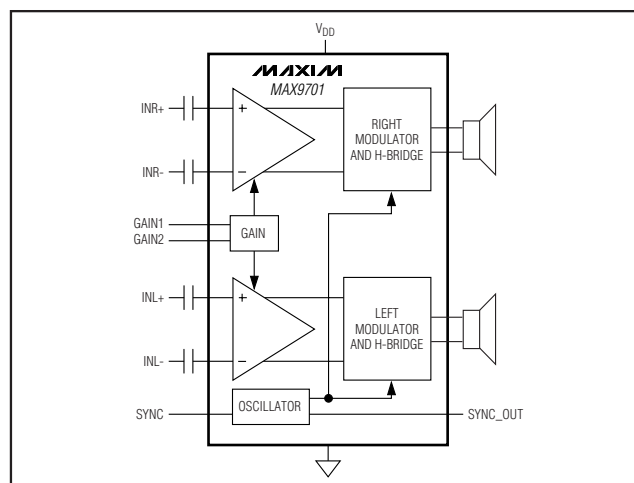 VDD
MAXIM
MAX9701
INR+
+
RIGHT
MODULATOR
AND H-BRIDGE
INR-
−
GAIN1
GAIN2
GAIN
INL+
+
LEFT
MODULATOR
AND H-BRIDGE
INL-
−
SYNC
OSCILLATOR
SYNC_OUT